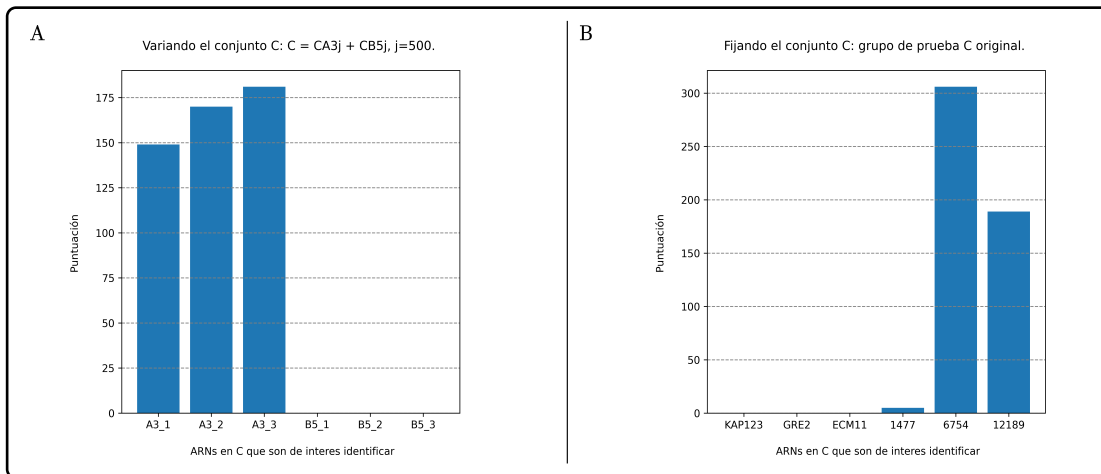 A
Variando el conjunto C: C = CA3j + CB5j, j=500.
175
150
125
100
75
50
25
0
Puntuación
A3_1 A3_2 A3_3 B5_1 B5_2 B5_3
ARNs en C que son de interes identificar
B
Fijando el conjunto C: grupo de prueba C original.
300
250
200
150
100
50
0
Puntuación
KAP123 GRE2 ECM11 1477 6754 12189
ARNs en C que son de interes identificar